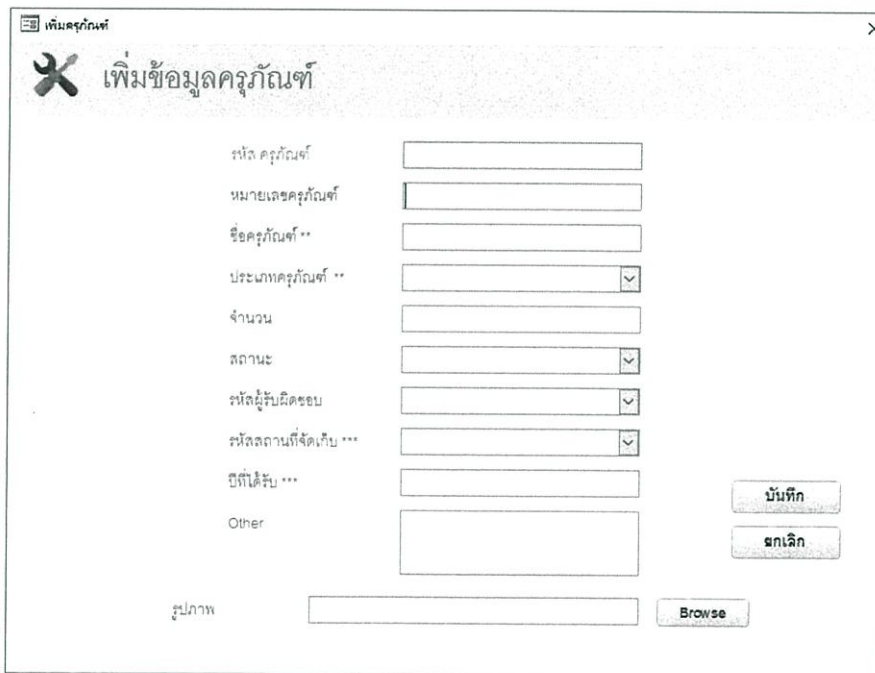 เพิ่มครุภัณฑ์
เพิ่มข้อมูลครุภัณฑ์
รหัส ครุภัณฑ์
หมายเลขครุภัณฑ์
ชื่อครุภัณฑ์ **
ประเภทครุภัณฑ์ **
จำนวน
สถานะ
รหัสผู้รับผิดชอบ
รหัสสถานที่จัดเก็บ ***
ปีที่ได้รับ ***
บันทึก
Other
ยกเลิก
รูปภาพ
Browse